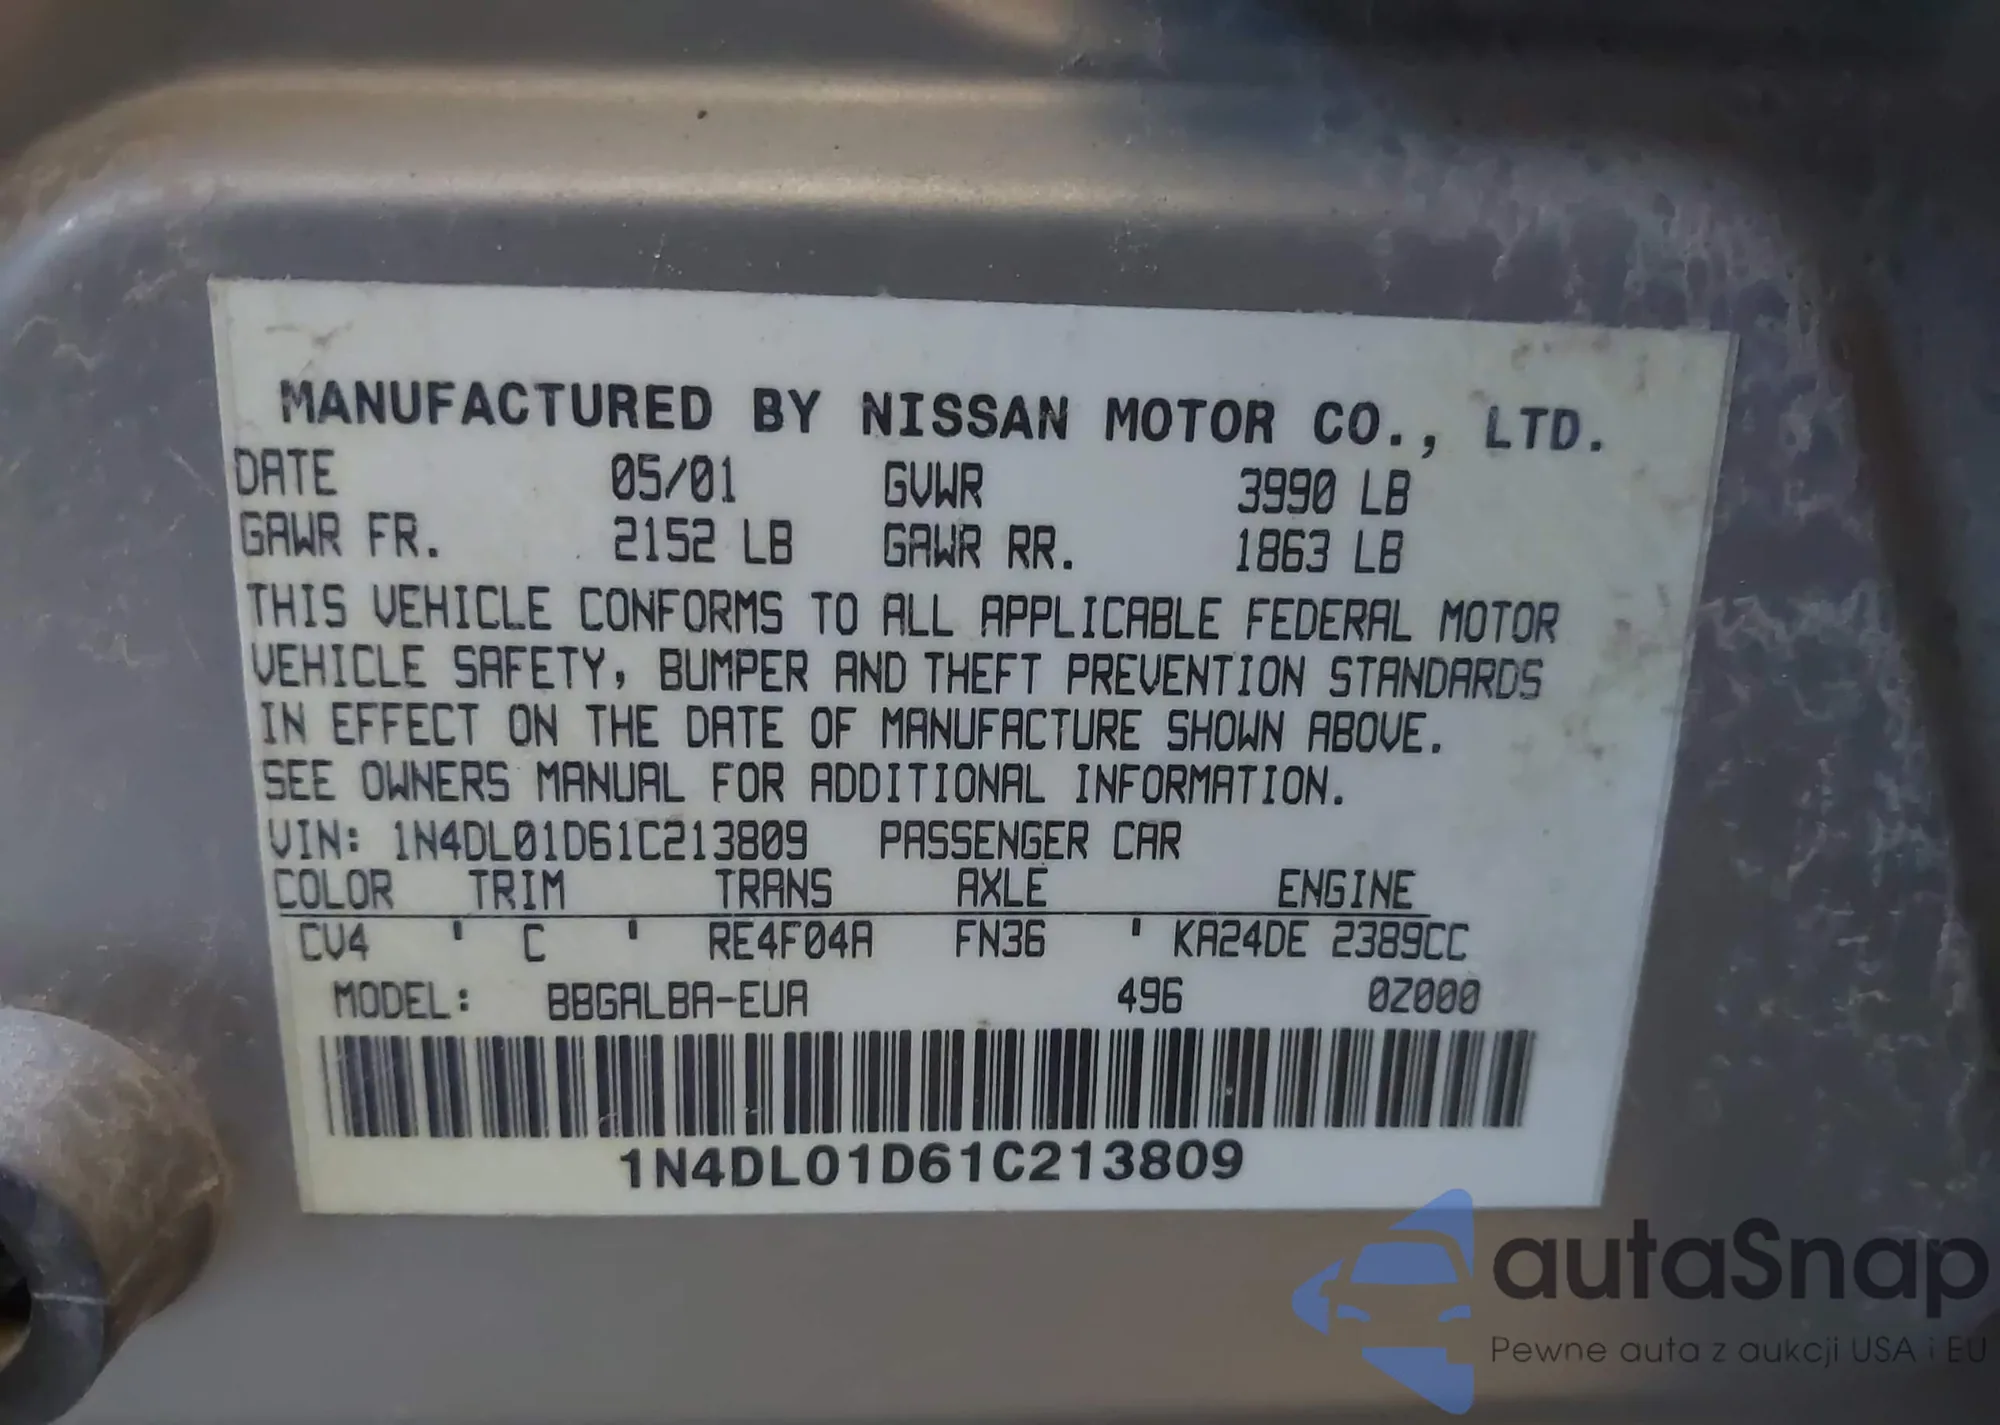 MANUFACTURED BY NISSAN MOTOR CO., LTD.
DATE 05/01 GVWR 3990 LB
GAWR FR. 2152 LB GAWR RR. 1863 LB
THIS VEHICLE CONFORMS TO ALL APPLICABLE FEDERAL MOTOR
VEHICLE SAFETY, BUMPER AND THEFT PREVENTION STANDARDS
IN EFFECT ON THE DATE OF MANUFACTURE SHOWN ABOVE.
SEE OWNERS MANUAL FOR ADDITIONAL INFORMATION.
VIN: 1N4DL01D61C213809 PASSENGER CAR
COLOR TRIM TRANS AXLE ENGINE
CV4 ' C ' RE4F04A FN36 ' KA24DE 2389CC
MODEL: BBGALBA-EUA 496 0Z000
1N4DL01D61C213809
autaSnap
Pewne auta z aukcji USA i EU